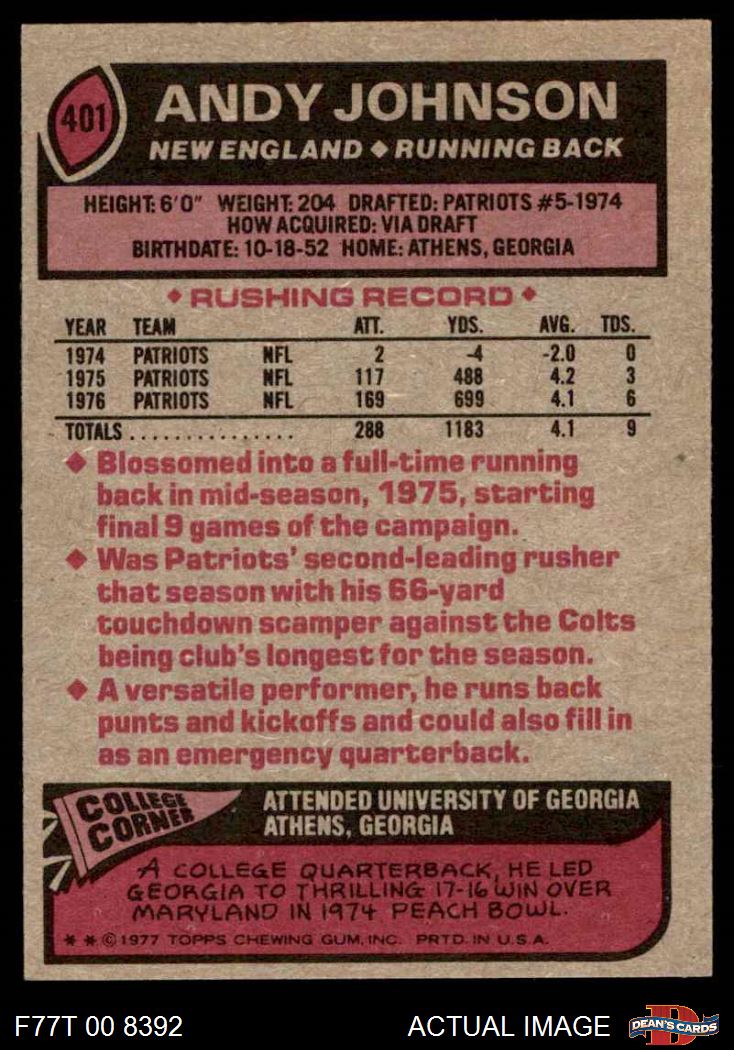 401
ANDY JOHNSON
NEW ENGLAND ◆ RUNNING BACK
HEIGHT: 6'0" WEIGHT: 204 DRAFTED: PATRIOTS #5-1974
HOW ACQUIRED: VIA DRAFT
BIRTHDATE: 10-18-52 HOME: ATHENS, GEORGIA
◆ RUSHING RECORD ◆
YEAR TEAM ATT. YDS. AVG. TDS.
1974 PATRIOTS NFL 2 -4 -2.0 0
1975 PATRIOTS NFL 117 488 4.2 3
1976 PATRIOTS NFL 169 699 4.1 6
TOTALS ................ 288 1183 4.1 9
◆ Blossomed into a full-time running
back in mid-season, 1975, starting
final 9 games of the campaign.
◆ Was Patriots' second-leading rusher
that season with his 66-yard
touchdown scamper against the Colts
being club's longest for the season.
◆ A versatile performer, he runs back
punts and kickoffs and could also fill in
as an emergency quarterback.
COLLEGE
CORNER
ATTENDED UNIVERSITY OF GEORGIA
ATHENS, GEORGIA
A COLLEGE QUARTERBACK, HE LED
GEORGIA TO THRILLING 17-16 WIN OVER
MARYLAND IN 1974 PEACH BOWL.
* * © 1977 TOPPS CHEWING GUM, INC. PRTD. IN U.S.A.
F77T 00 8392
ACTUAL IMAGE
DEAN'S CARDS